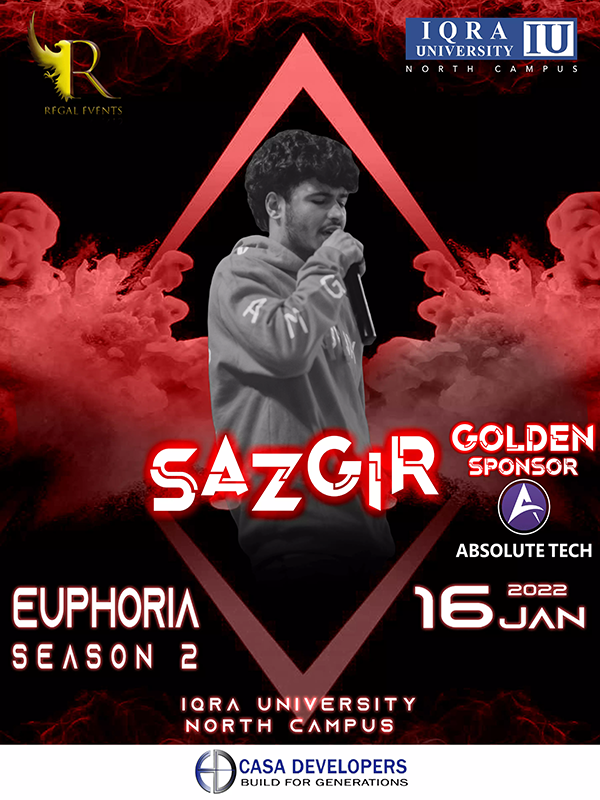 R
REGAL EVENTS
IQRA
UNIVERSITY
IU
NORTH CAMPUS
SAZGIR
GOLDEN
SPONSOR
A
ABSOLUTE TECH
EUPHORIA
SEASON 2
2022
16 JAN
IQRA UNIVERSITY
NORTH CAMPUS
CASA DEVELOPERS
BUILD FOR GENERATIONS